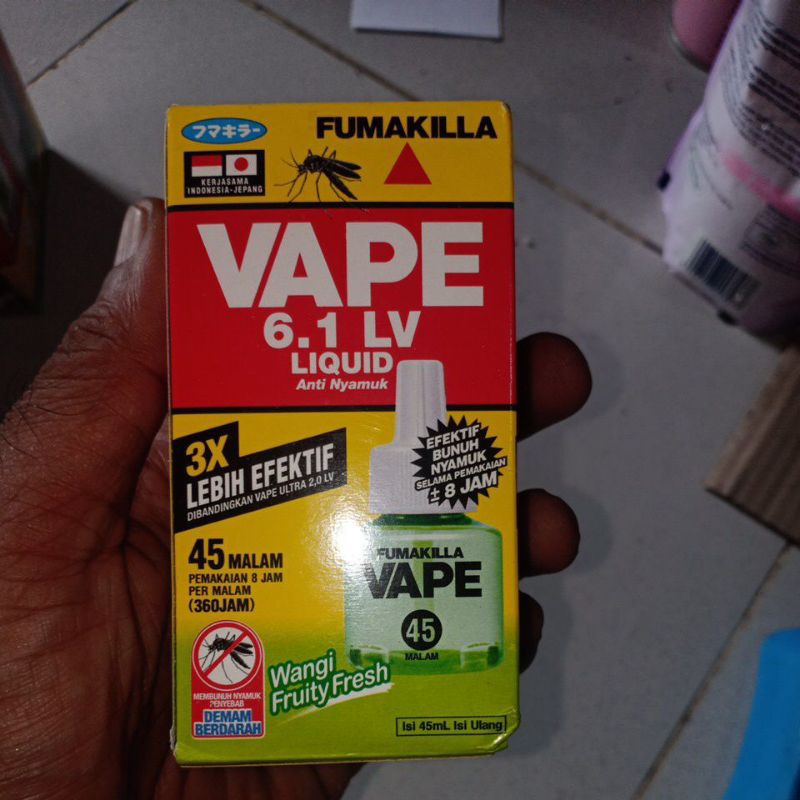 フマキラー
FUMAKILLA
KERJASAMA
INDONESIA-JEPANG
VAPE
6.1 LV
LIQUID
Anti Nyamuk
3X
LEBIH EFEKTIF
DIBANDINGKAN VAPE ULTRA 2,0 LV
EFEKTIF
BUNUH
NYAMUK
SELAMA PEMAKAIAN
± 8 JAM
45 MALAM
PEMAKAIAN 8 JAM
PER MALAM
(360JAM)
FUMAKILLA
VAPE
45
MALAM
MEMBUNUH NYAMUK
PENYEBAB
DEMAM
BERDARAH
Wangi
Fruity Fresh
Isi 45mL Isi Ulang